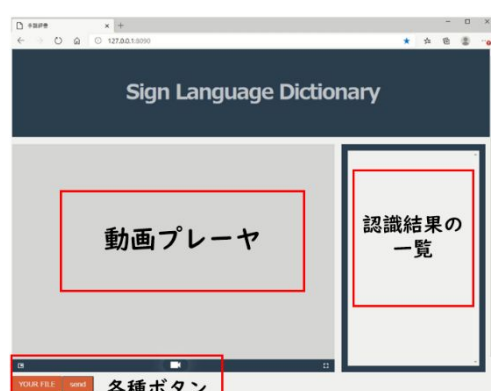 手話辞書
127.0.0.1:8090
Sign Language Dictionary
動画プレーヤ
認識結果の
一覧
YOUR FILE
send
各種ボタン